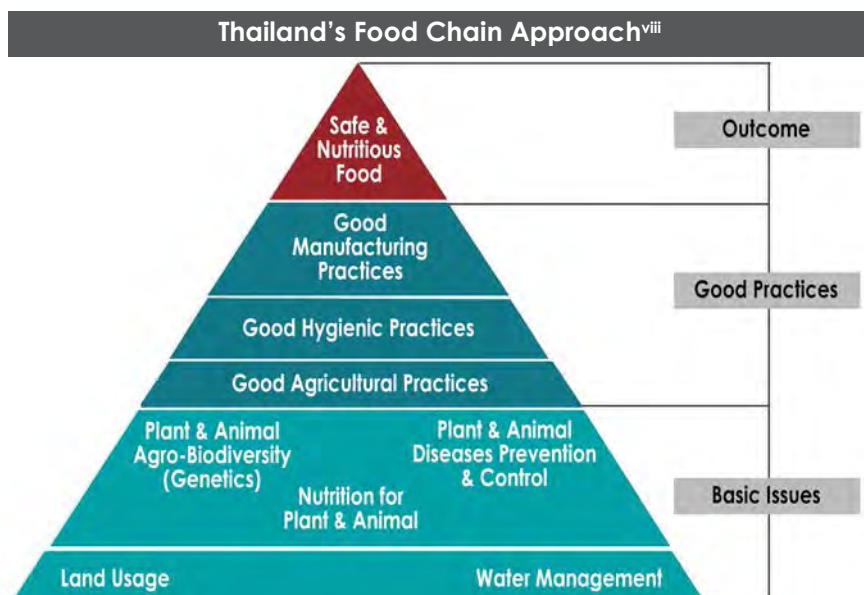 Thailand's Food Chain Approachviii
Safe &
Nutritious
Food
Outcome
Good
Manufacturing
Practices
Good Practices
Good Hygienic Practices
Good Agricultural Practices
Plant & Animal
Agro-Biodiversity
(Genetics)
Plant & Animal
Diseases Prevention
& Control
Nutrition for
Plant & Animal
Basic Issues
Land Usage
Water Management